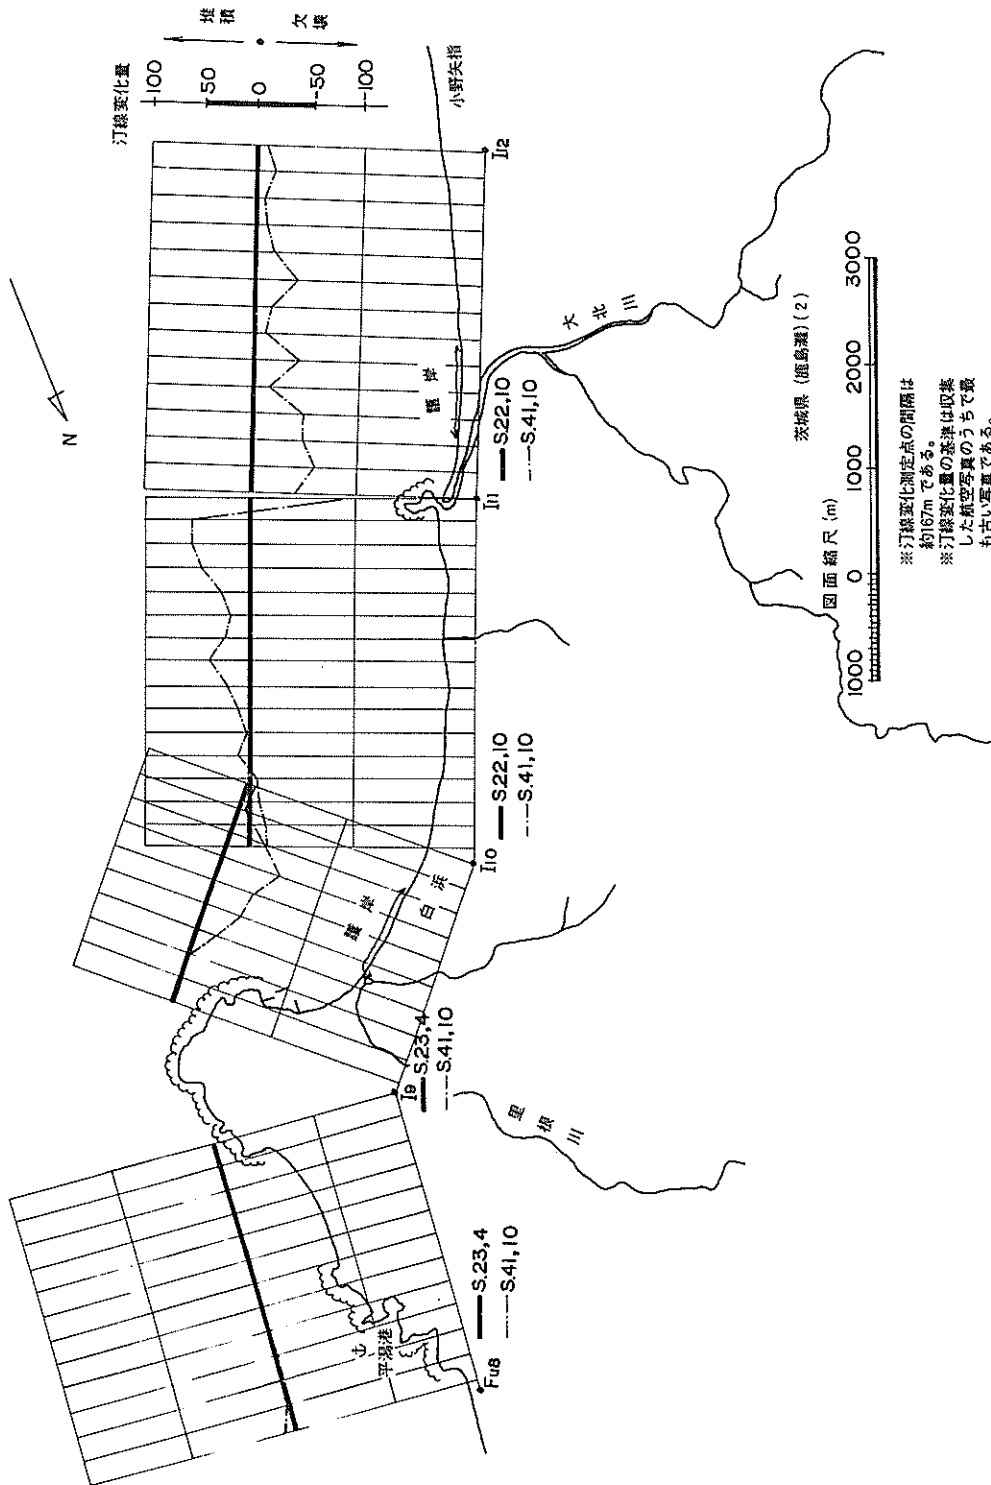 堆積
欠壊
汀線変化量
100
50
0
-50
-100
小野矢指
N
I12
護岸
大北川
I11
S.22,10
S.41,10
I10
S.22,10
S.41,10
護岸
白浜
I9
S.23,4
S.41,10
里根川
平潟港
Fu8
S.23,4
S.41,10
茨城県 (鹿島灘) (2)
図面縮尺 (m)
1000 0 1000 2000 3000
※汀線変化測定点の間隔は
約167mである。
※汀線変化量の基準は収集
した航空写真のうちで最
も古い写真である。